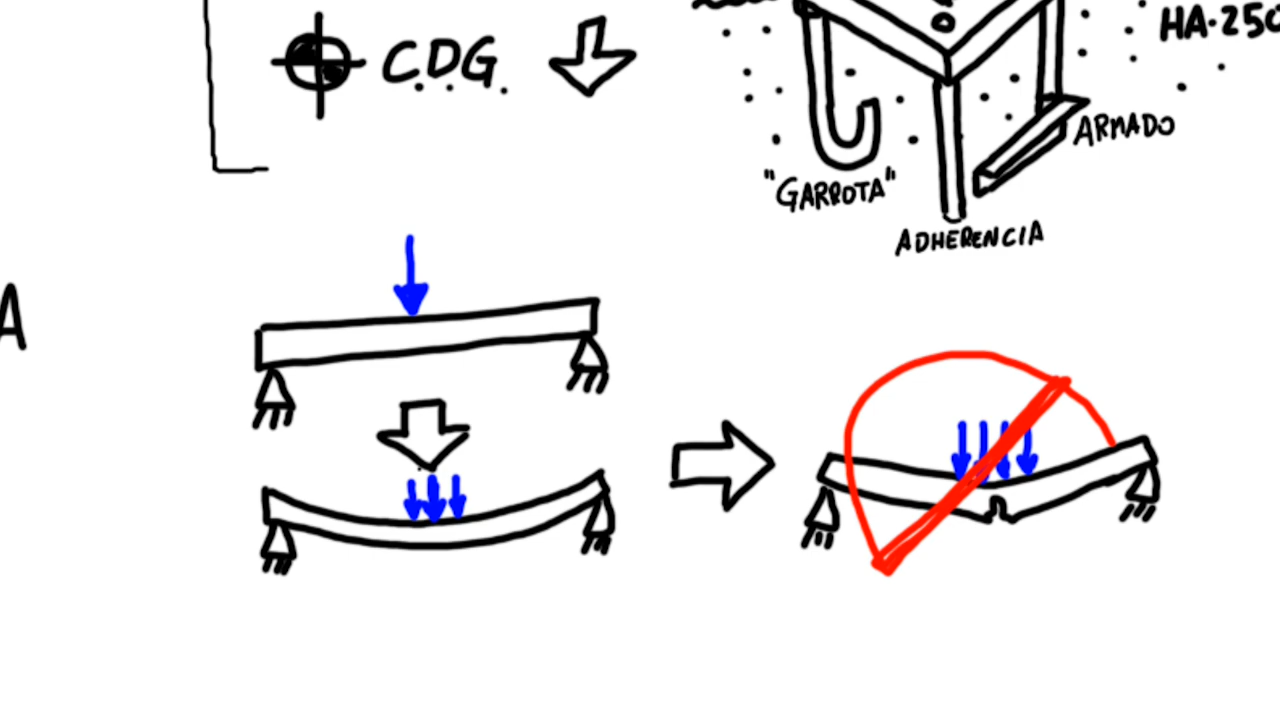 C.D.G.
HA-250
ARMADO
"GARROTA"
ADHERENCIA
A